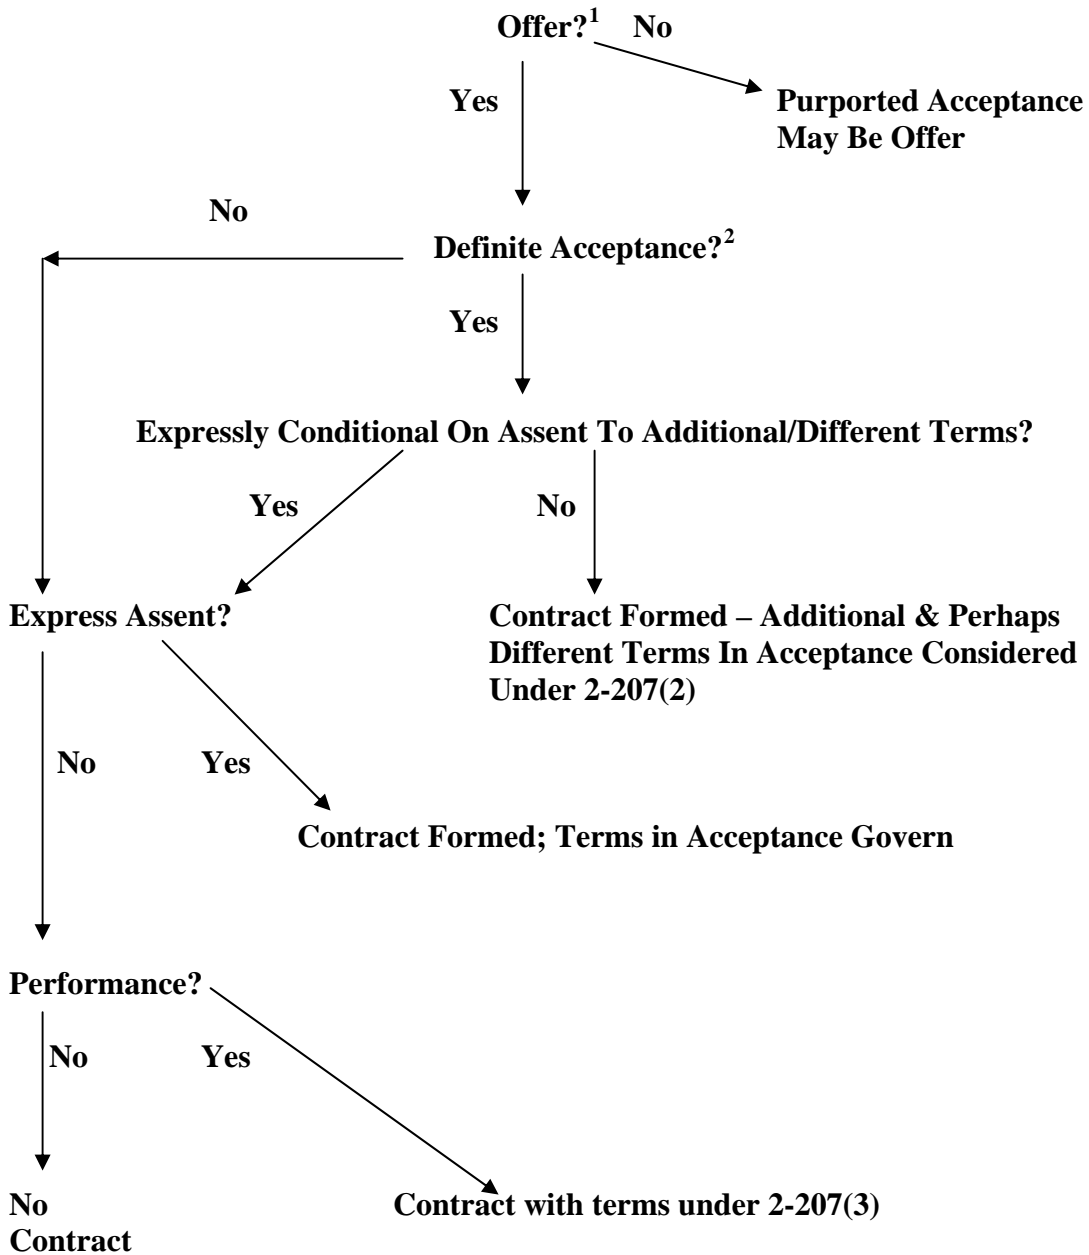 Offer?1 No
Yes
Purported Acceptance
May Be Offer
No
Definite Acceptance?2
Yes
Expressly Conditional On Assent To Additional/Different Terms?
Yes
No
Express Assent?
Contract Formed – Additional & Perhaps
Different Terms In Acceptance Considered
Under 2-207(2)
No
Yes
Contract Formed; Terms in Acceptance Govern
Performance?
No
Yes
No
Contract
Contract with terms under 2-207(3)